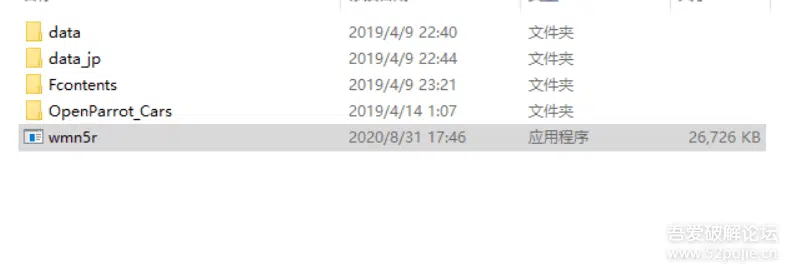 data 2019/4/9 22:40 文件夹
data_jp 2019/4/9 22:44 文件夹
Fcontents 2019/4/9 23:21 文件夹
OpenParrot_Cars 2019/4/14 1:07 文件夹
wmn5r 2020/8/31 17:46 应用程序 26,726 KB
吾爱破解论坛
www.52pojie.cn